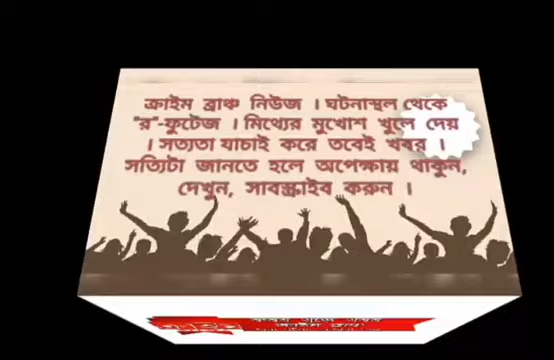 ক্রাইম ব্রাঞ্চ নিউজ । ঘটনাস্থল থেকে
"র"-ফুটেজ । মিথ্যের মুখোশ খুলে দেয়
। সত্যতা যাচাই করে তবেই খবর ।
সত্যিটা জানতে হলে অপেক্ষায় থাকুন,
দেখুন, সাবস্ক্রাইব করুন ।